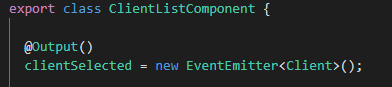 export class ClientListComponent {
@Output()
clientSelected = new EventEmitter<Client>();